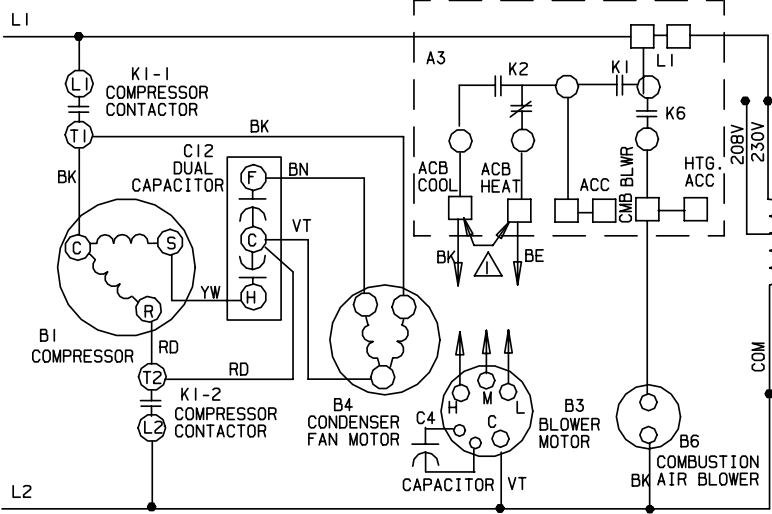 L1
A3
L1
L1
K1-1
COMPRESSOR
CONTACTOR
K2
K1
K6
T1
BK
208V
230V
C12
DUAL
CAPACITOR
BK
F
BN
ACB
COOL
ACB
HEAT
ACC
CMB BLWR
HTG.
ACC
VT
C
S
C
BK
1
BE
YW
H
R
B1
COMPRESSOR
RD
T2
RD
COM
K1-2
COMPRESSOR
CONTACTOR
L2
B4
CONDENSER
FAN MOTOR
H
M
L
C4
C
B3
BLOWER
MOTOR
B6
COMBUSTION
AIR BLOWER
CAPACITOR
VT
BK
L2